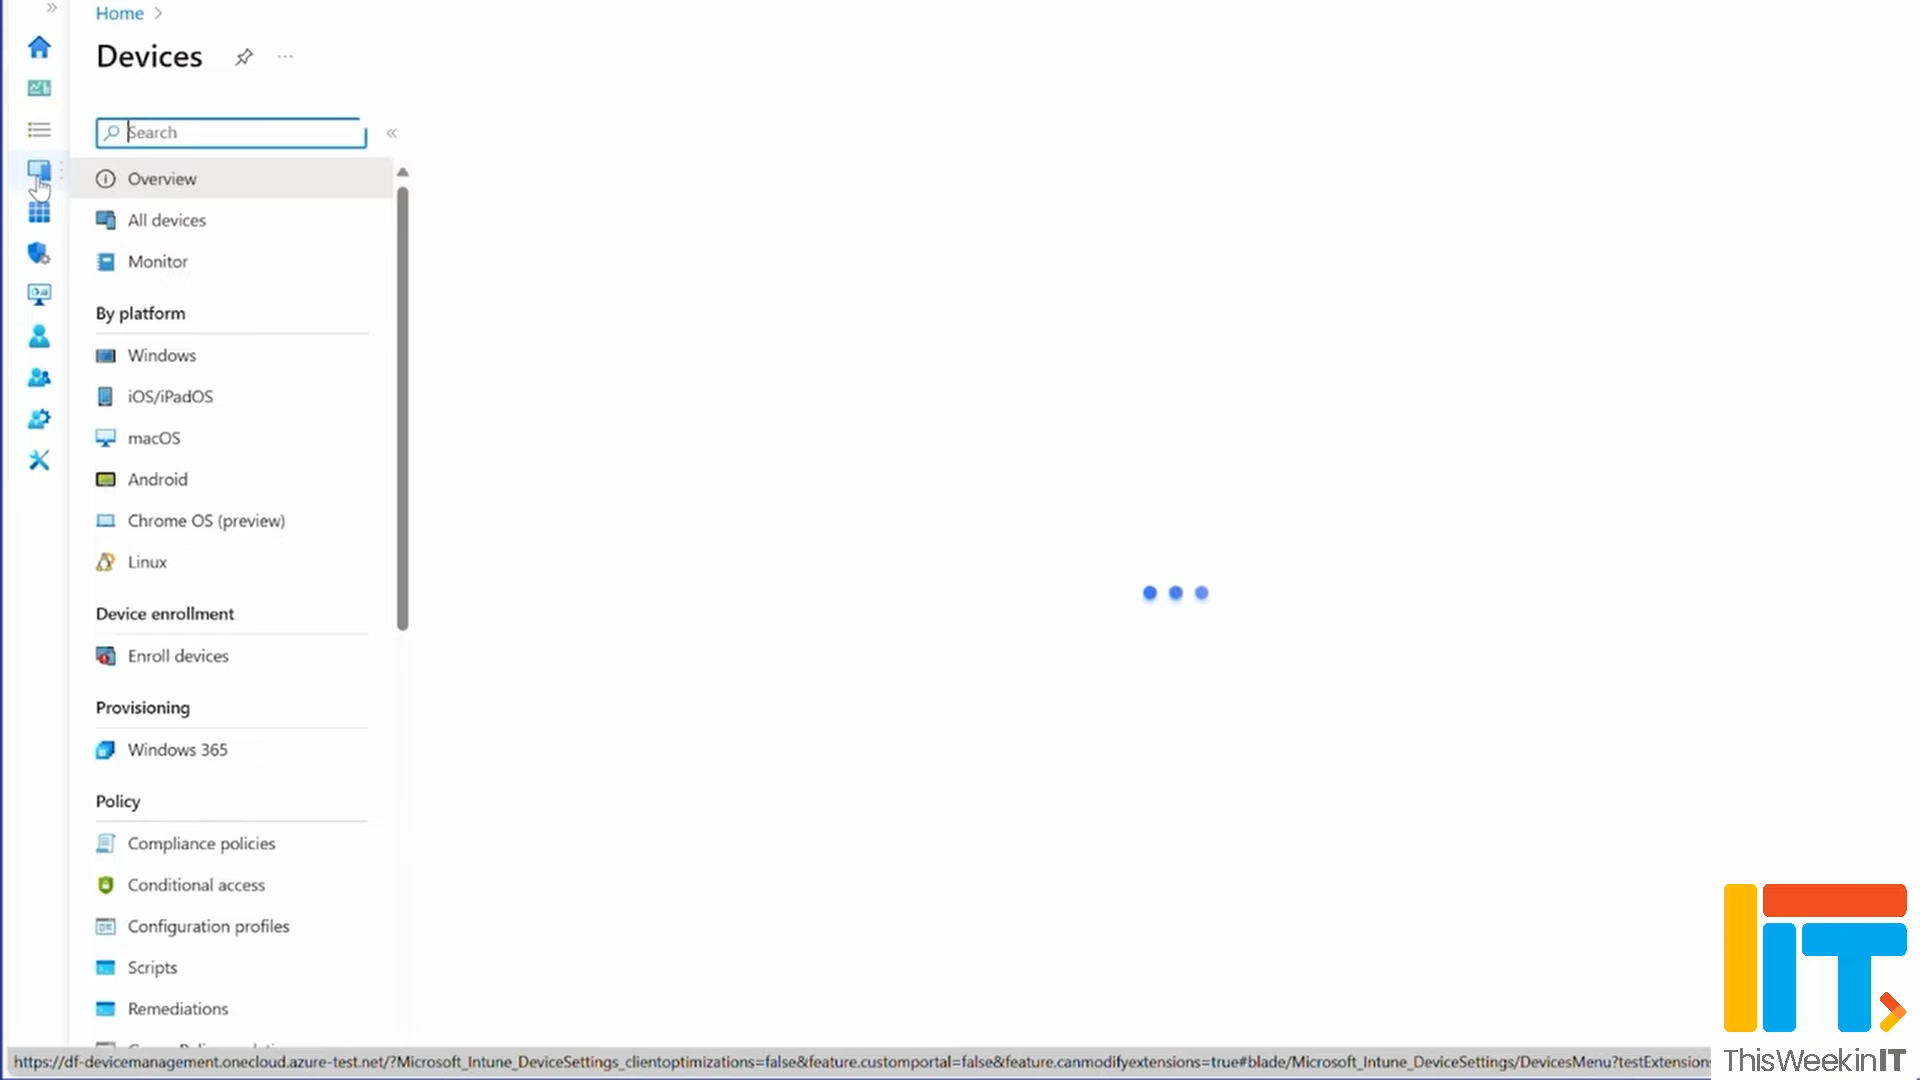 Home
Devices
Search
Overview
All devices
Monitor
By platform
Windows
iOS/iPadOS
macOS
Android
Chrome OS (preview)
Linux
Device enrollment
Enroll devices
Provisioning
Windows 365
Policy
Compliance policies
Conditional access
Configuration profiles
Scripts
Remediations
https://df-devicemanagement.onecloud.azure-test.net/?Microsoft_Intune_DeviceSettings_clientoptimizations=false&feature.customportal=false&feature.canmodifyextensions=true#blade/Microsoft_Intune_DeviceSettings/DevicesMenu?testExtensions
IT
ThisWeekinIT